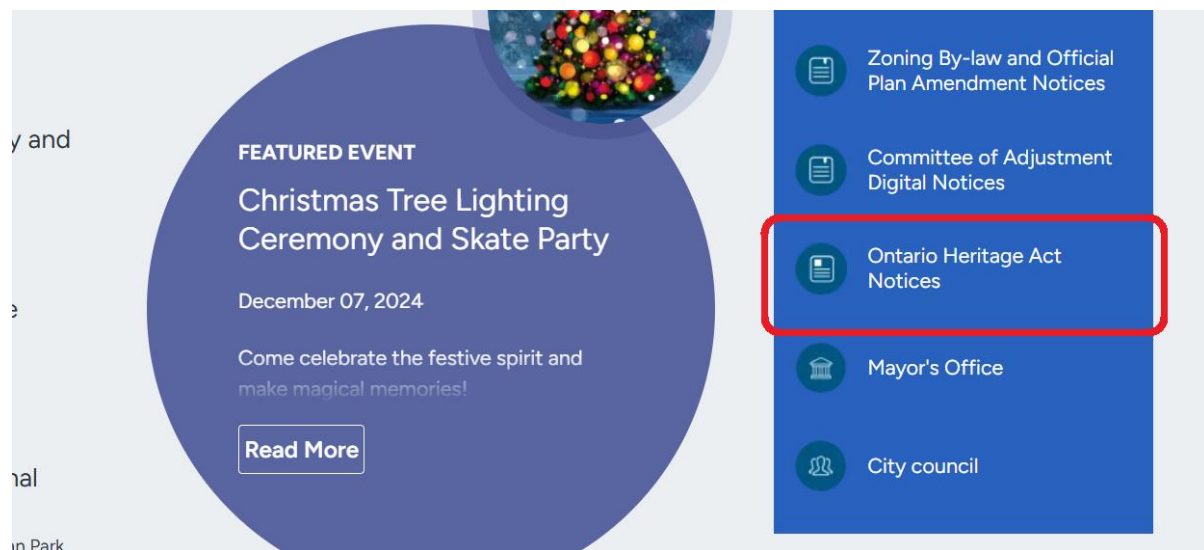 y and
e
nal
an Park
FEATURED EVENT
Christmas Tree Lighting
Ceremony and Skate Party
December 07, 2024
Come celebrate the festive spirit and
make magical memories!
Read More
Zoning By-law and Official
Plan Amendment Notices
Committee of Adjustment
Digital Notices
Ontario Heritage Act
Notices
Mayor's Office
City council